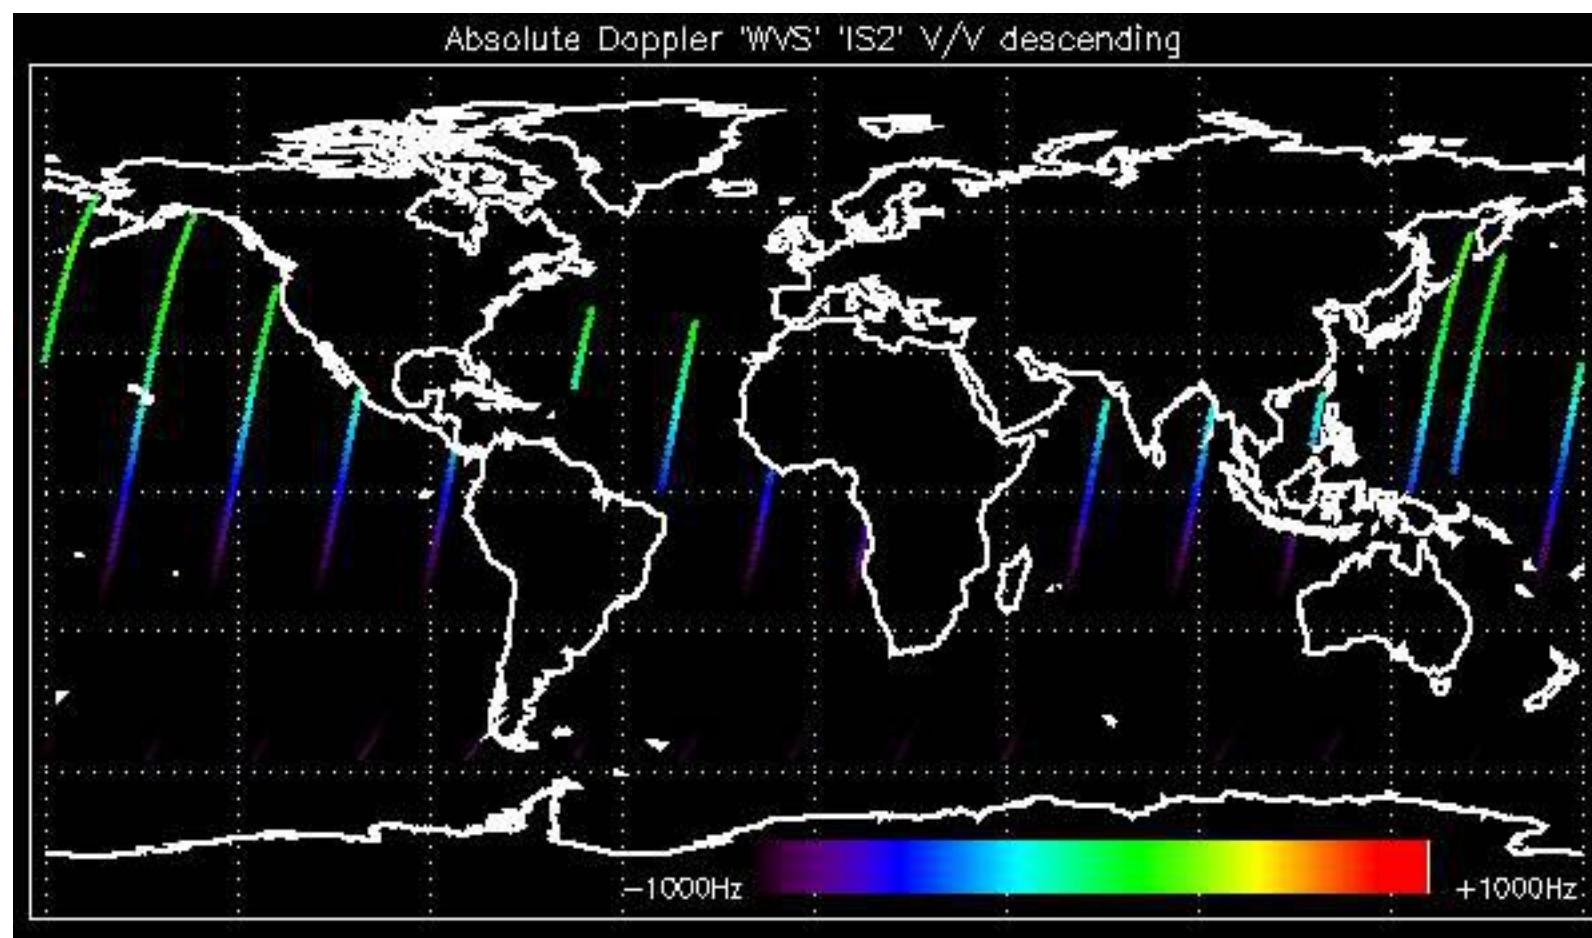 Absolute Doppler 'WVS' 'IS2' V/V descending
-1000Hz
+1000Hz